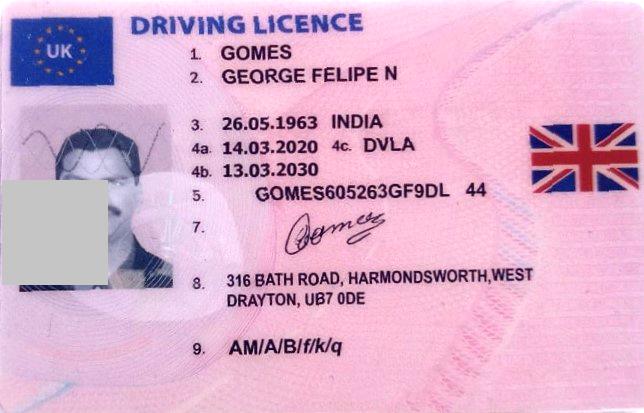 UK
DRIVING LICENCE
1. GOMES
2. GEORGE FELIPE N
3. 26.05.1963 INDIA
4a. 14.03.2020 4c. DVLA
4b. 13.03.2030
5. GOMES605263GF9DL 44
7. Gomes
8. 316 BATH ROAD, HARMONDSWORTH,WEST
DRAYTON, UB7 0DE
9. AM/A/B/f/k/q